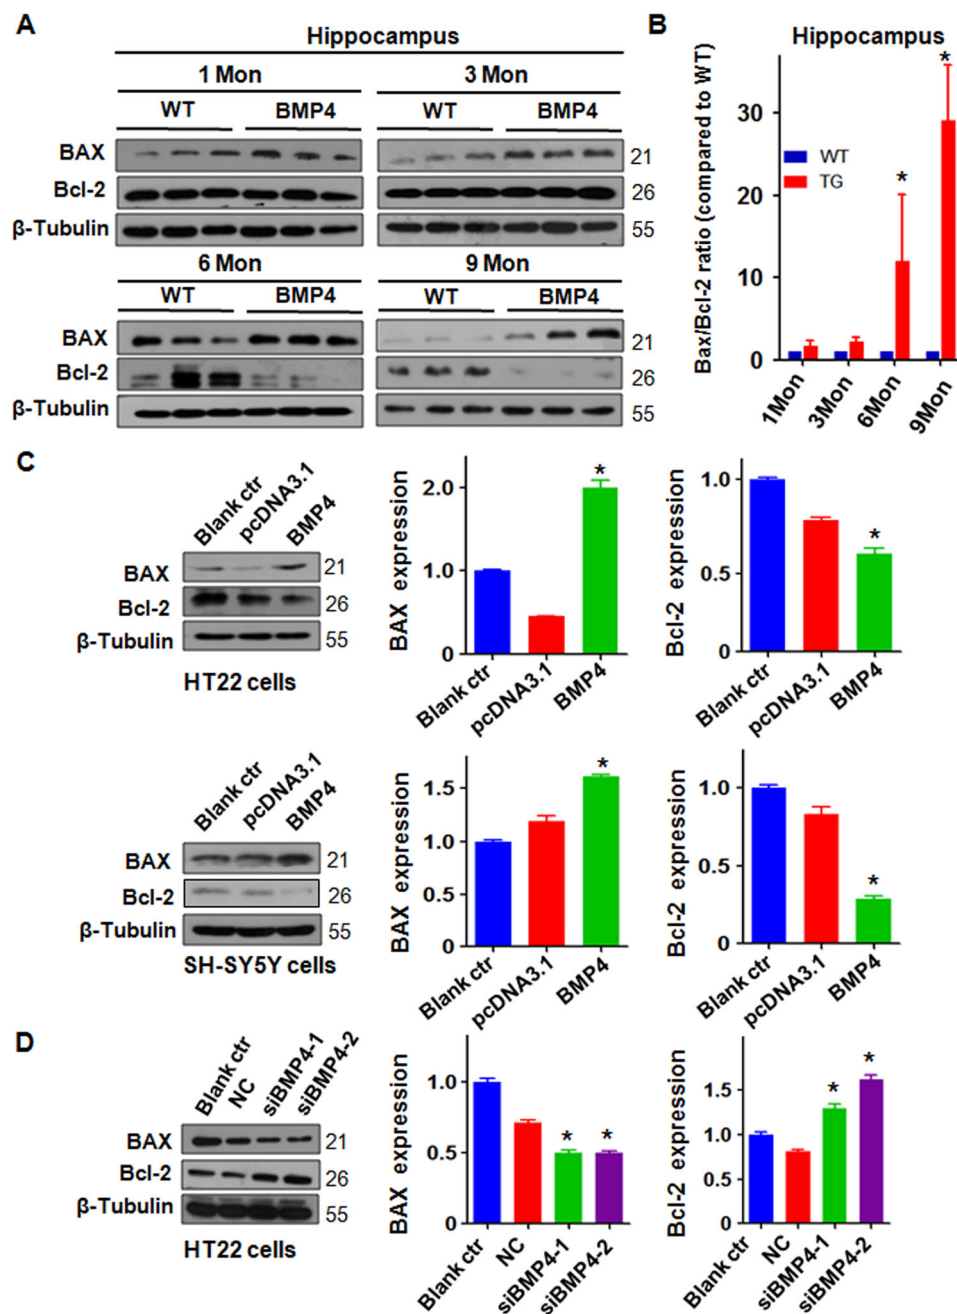 A
Hippocampus
1 Mon
3 Mon
WT
BMP4
WT
BMP4
BAX
21
Bcl-2
26
β-Tubulin
55
6 Mon
9 Mon
WT
BMP4
WT
BMP4
BAX
21
Bcl-2
26
β-Tubulin
55
B
Hippocampus
Bax/Bcl-2 ratio (compared to WT)
30
20
10
0
WT
TG
*
*
1Mon
3Mon
6Mon
9Mon
C
Blank ctr
pcDNA3.1
BMP4
BAX
21
Bcl-2
26
β-Tubulin
55
HT22 cells
BAX expression
2.0
1.0
0
*
Blank ctr
pcDNA3.1
BMP4
Bcl-2 expression
1.0
0.5
0
*
Blank ctr
pcDNA3.1
BMP4
Blank ctr
pcDNA3.1
BMP4
BAX
21
Bcl-2
26
β-Tubulin
55
SH-SY5Y cells
BAX expression
1.5
1.0
0.5
0
*
Blank ctr
pcDNA3.1
BMP4
Bcl-2 expression
1.0
0.5
0
*
Blank ctr
pcDNA3.1
BMP4
D
Blank ctr
NC
siBMP4-1
siBMP4-2
BAX
21
Bcl-2
26
β-Tubulin
55
HT22 cells
BAX expression
1.0
0.5
0
*
*
Blank ctr
NC
siBMP4-1
siBMP4-2
Bcl-2 expression
1.5
1.0
0.5
0
*
*
Blank ctr
NC
siBMP4-1
siBMP4-2